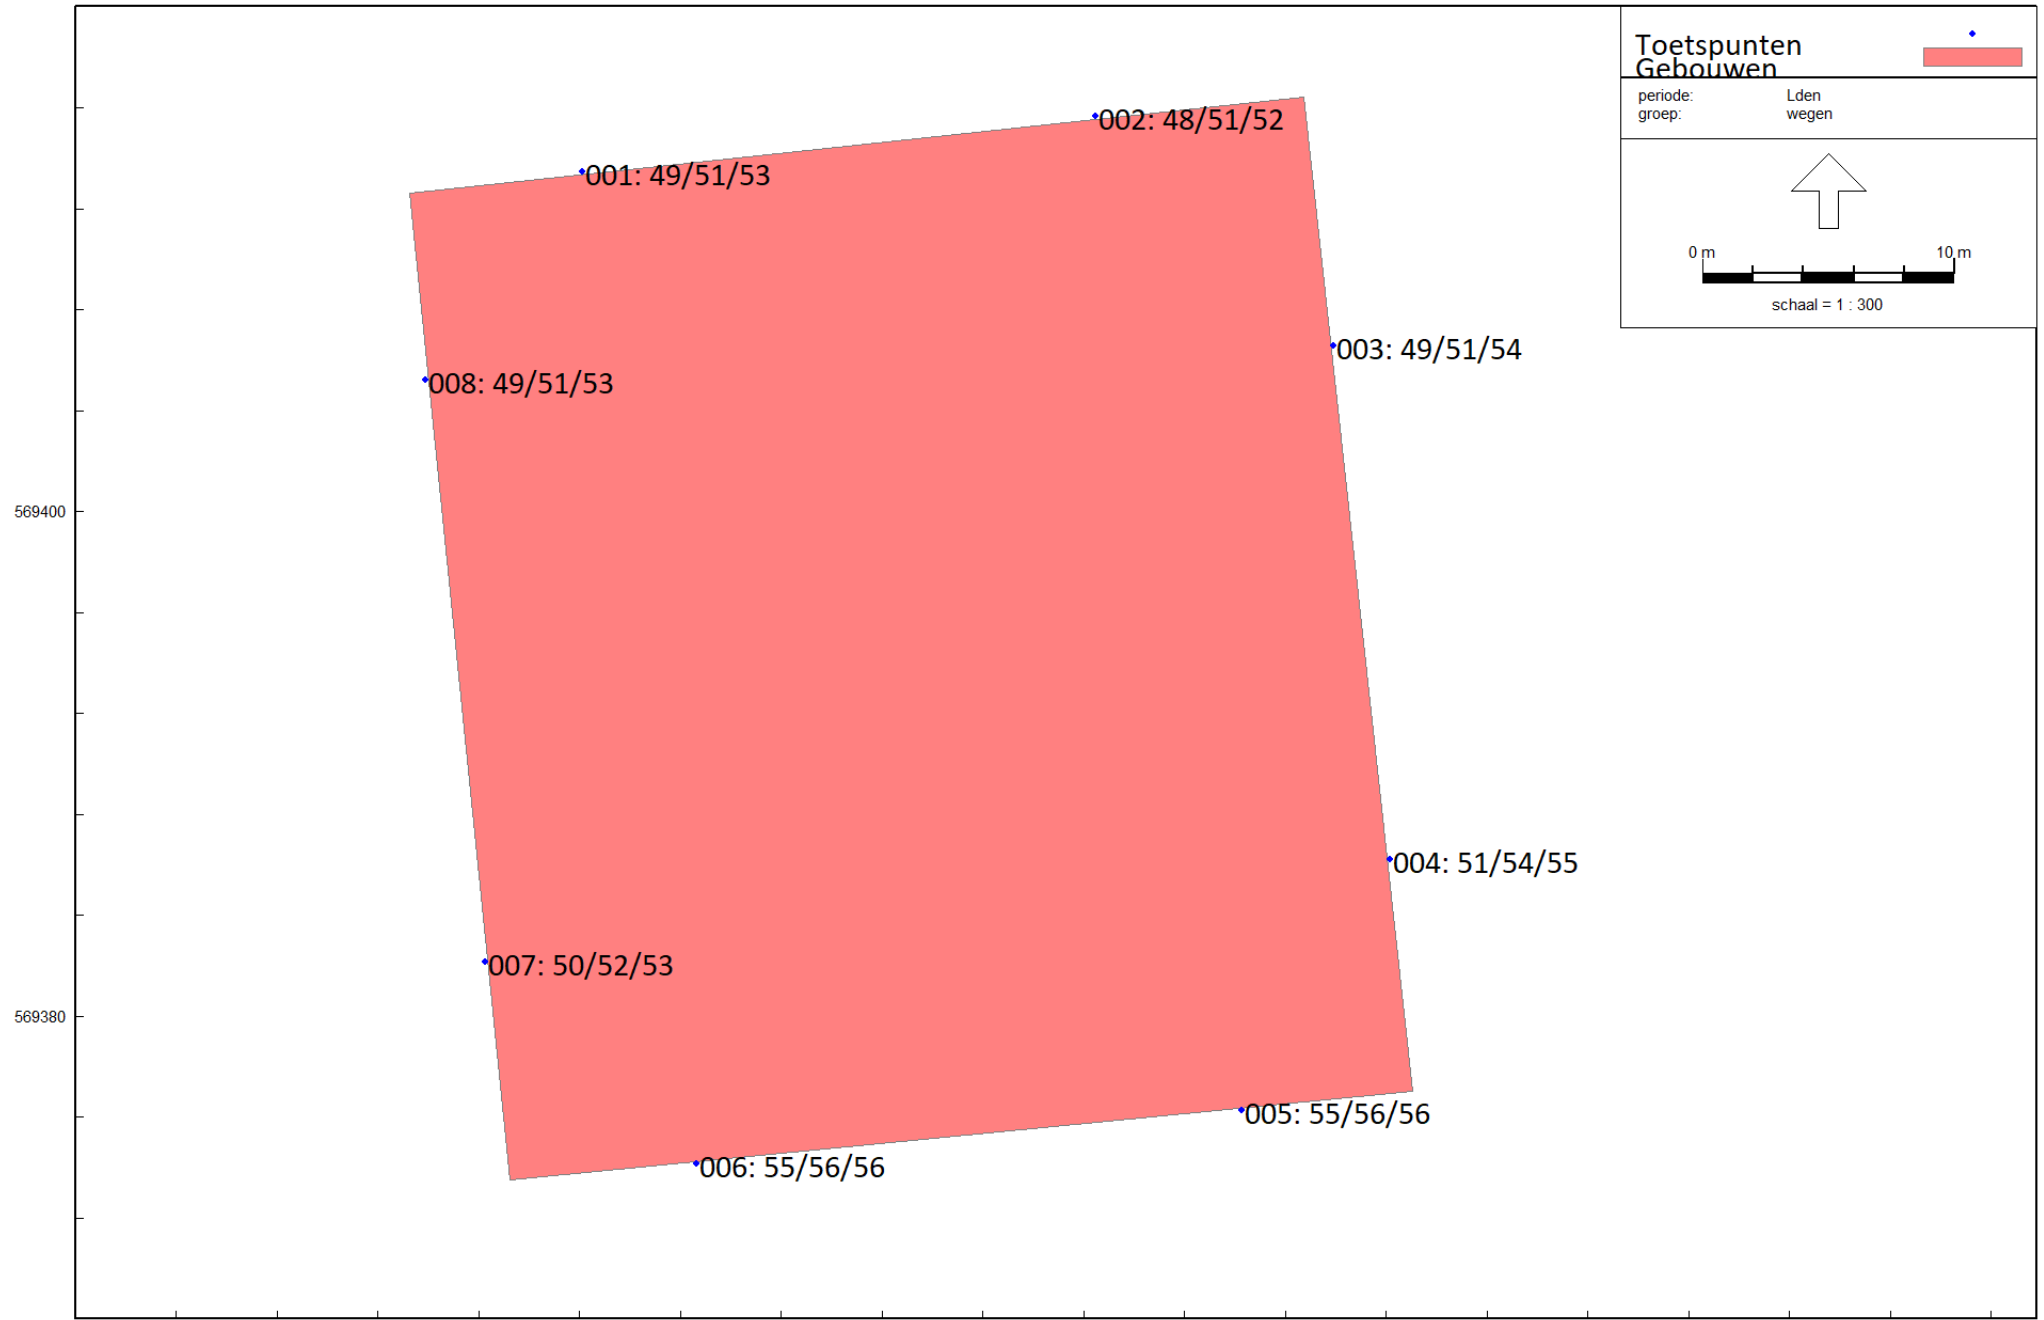 Toetspunten
Gebouwen
periode: Lden
groep: wegen
0 m 10 m
schaal = 1 : 300
002: 48/51/52
001: 49/51/53
003: 49/51/54
008: 49/51/53
569400
004: 51/54/55
007: 50/52/53
569380
005: 55/56/56
006: 55/56/56